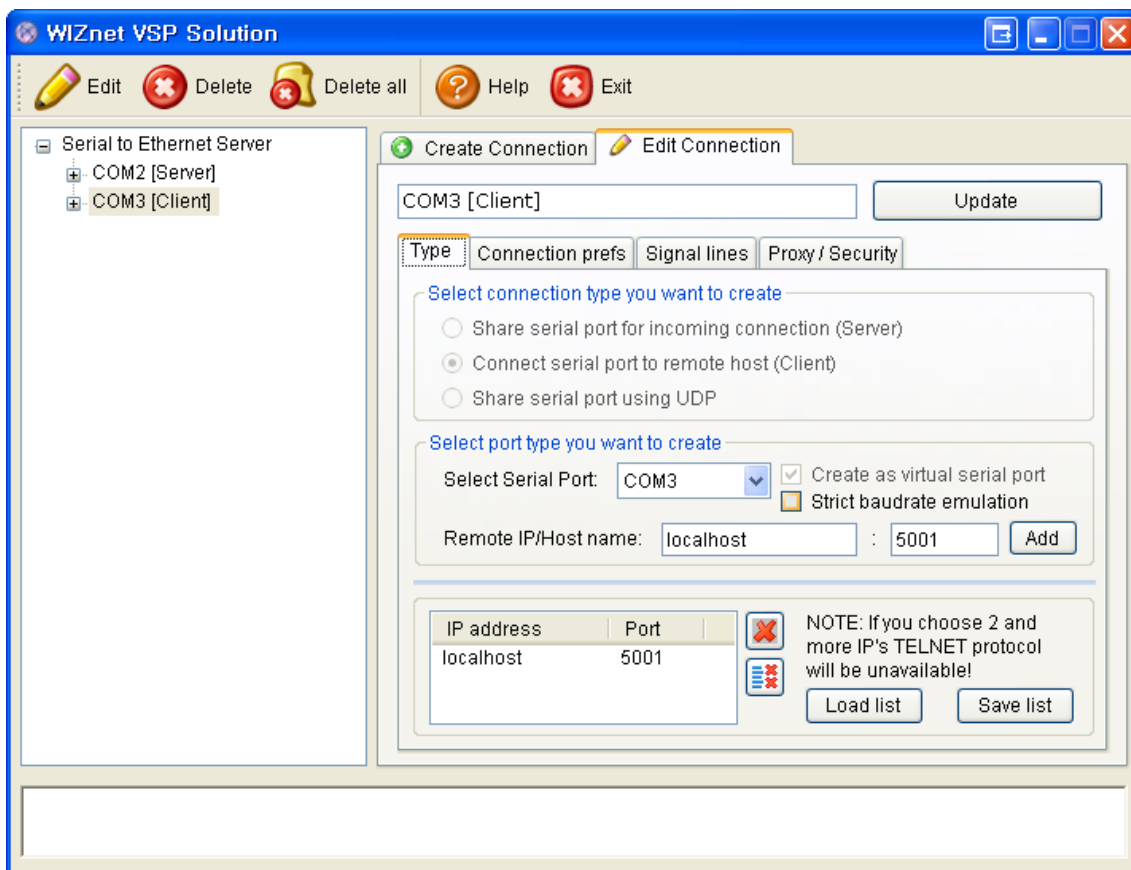 WIZnet VSP Solution
Edit Delete Delete all Help Exit
Serial to Ethernet Server
COM2 [Server]
COM3 [Client]
Create Connection Edit Connection
COM3 [Client] Update
Type Connection prefs Signal lines Proxy / Security
Select connection type you want to create
Share serial port for incoming connection (Server)
Connect serial port to remote host (Client)
Share serial port using UDP
Select port type you want to create
Select Serial Port: COM3 Create as virtual serial port
Strict baudrate emulation
Remote IP/Host name: localhost : 5001 Add
IP address Port
localhost 5001
NOTE: If you choose 2 and
more IP's TELNET protocol
will be unavailable!
Load list Save list